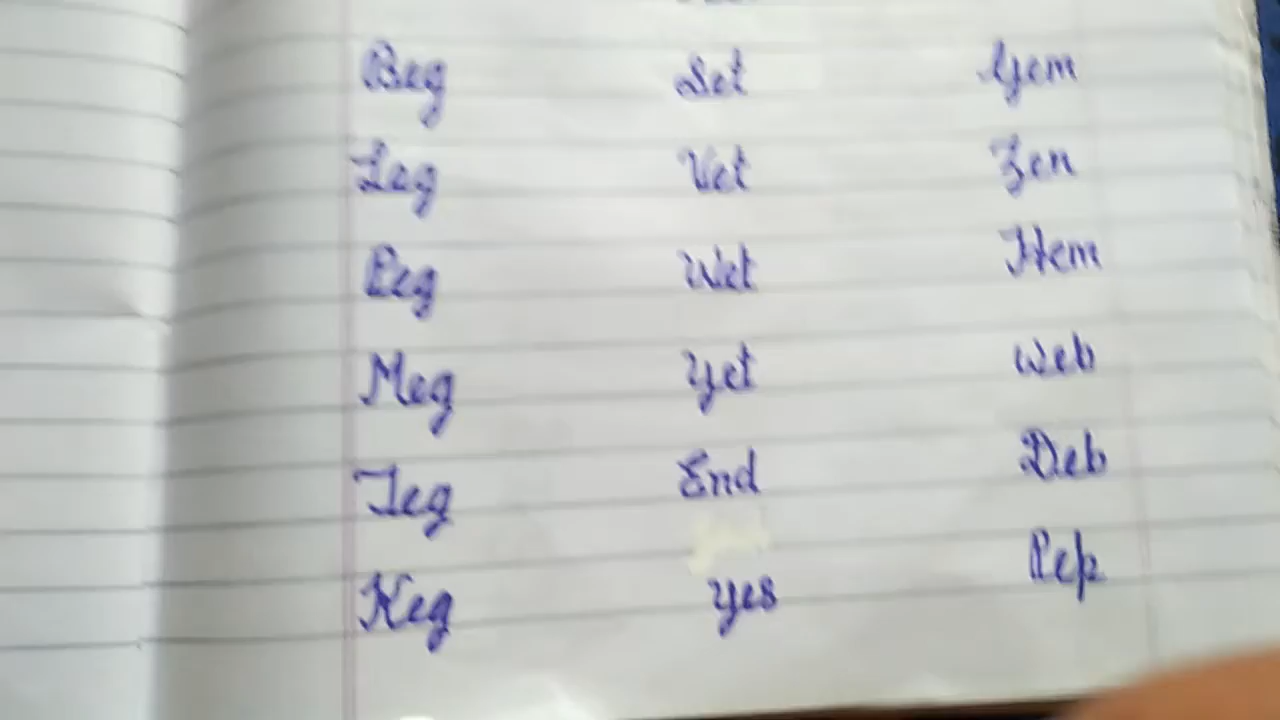 Beg Set Gem
Leg Vet Zen
Peg Wet Hem
Meg Yet Web
Teg End Deb
Keg Yes Pep